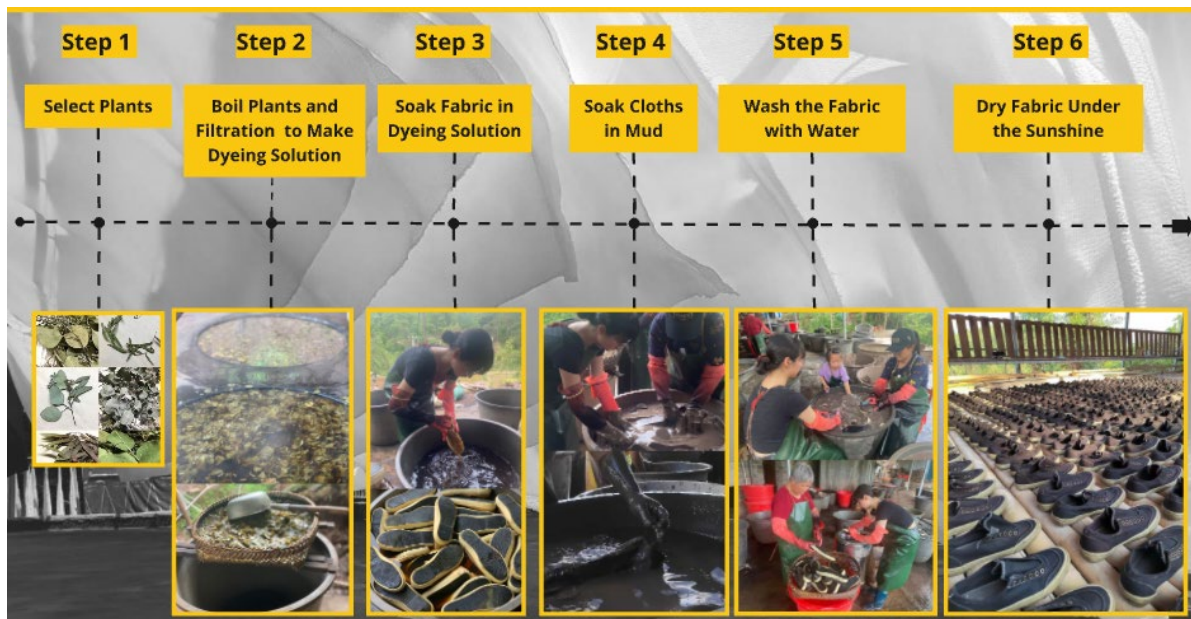 Step 1
Select Plants
Step 2
Boil Plants and
Filtration to Make
Dyeing Solution
Step 3
Soak Fabric in
Dyeing Solution
Step 4
Soak Cloths
in Mud
Step 5
Wash the Fabric
with Water
Step 6
Dry Fabric Under
the Sunshine